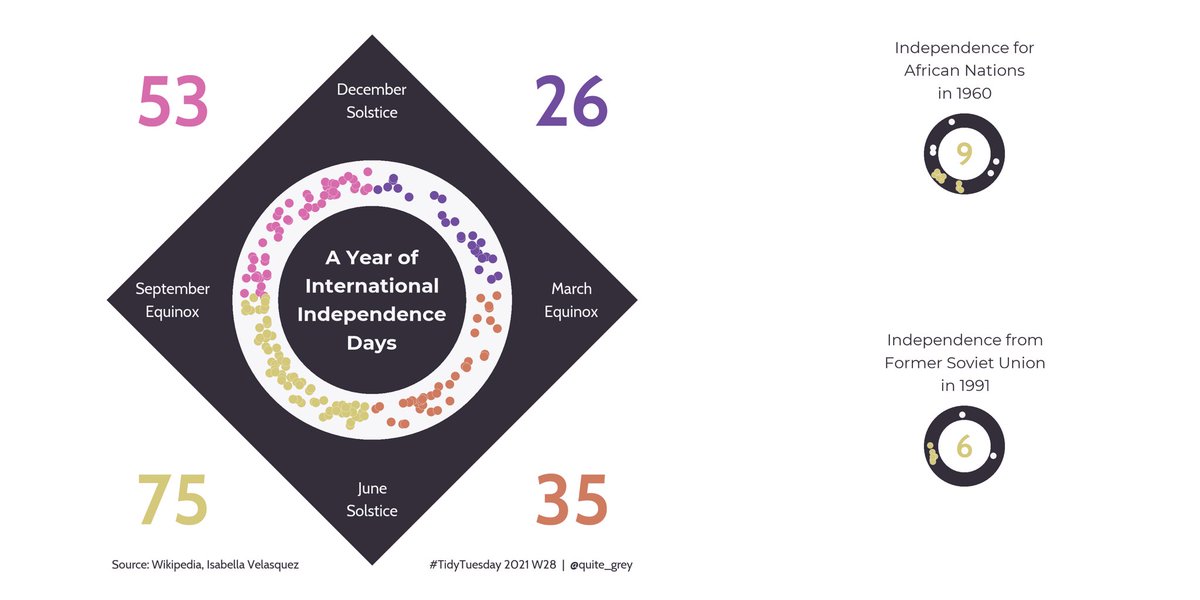 53
December
Solstice
26
A Year of
International
Independence
Days
September
Equinox
March
Equinox
75
June
Solstice
35
Source: Wikipedia, Isabella Velasquez
#TidyTuesday 2021 W28 | @quite_grey
Independence for
African Nations
in 1960
9
Independence from
Former Soviet Union
in 1991
6